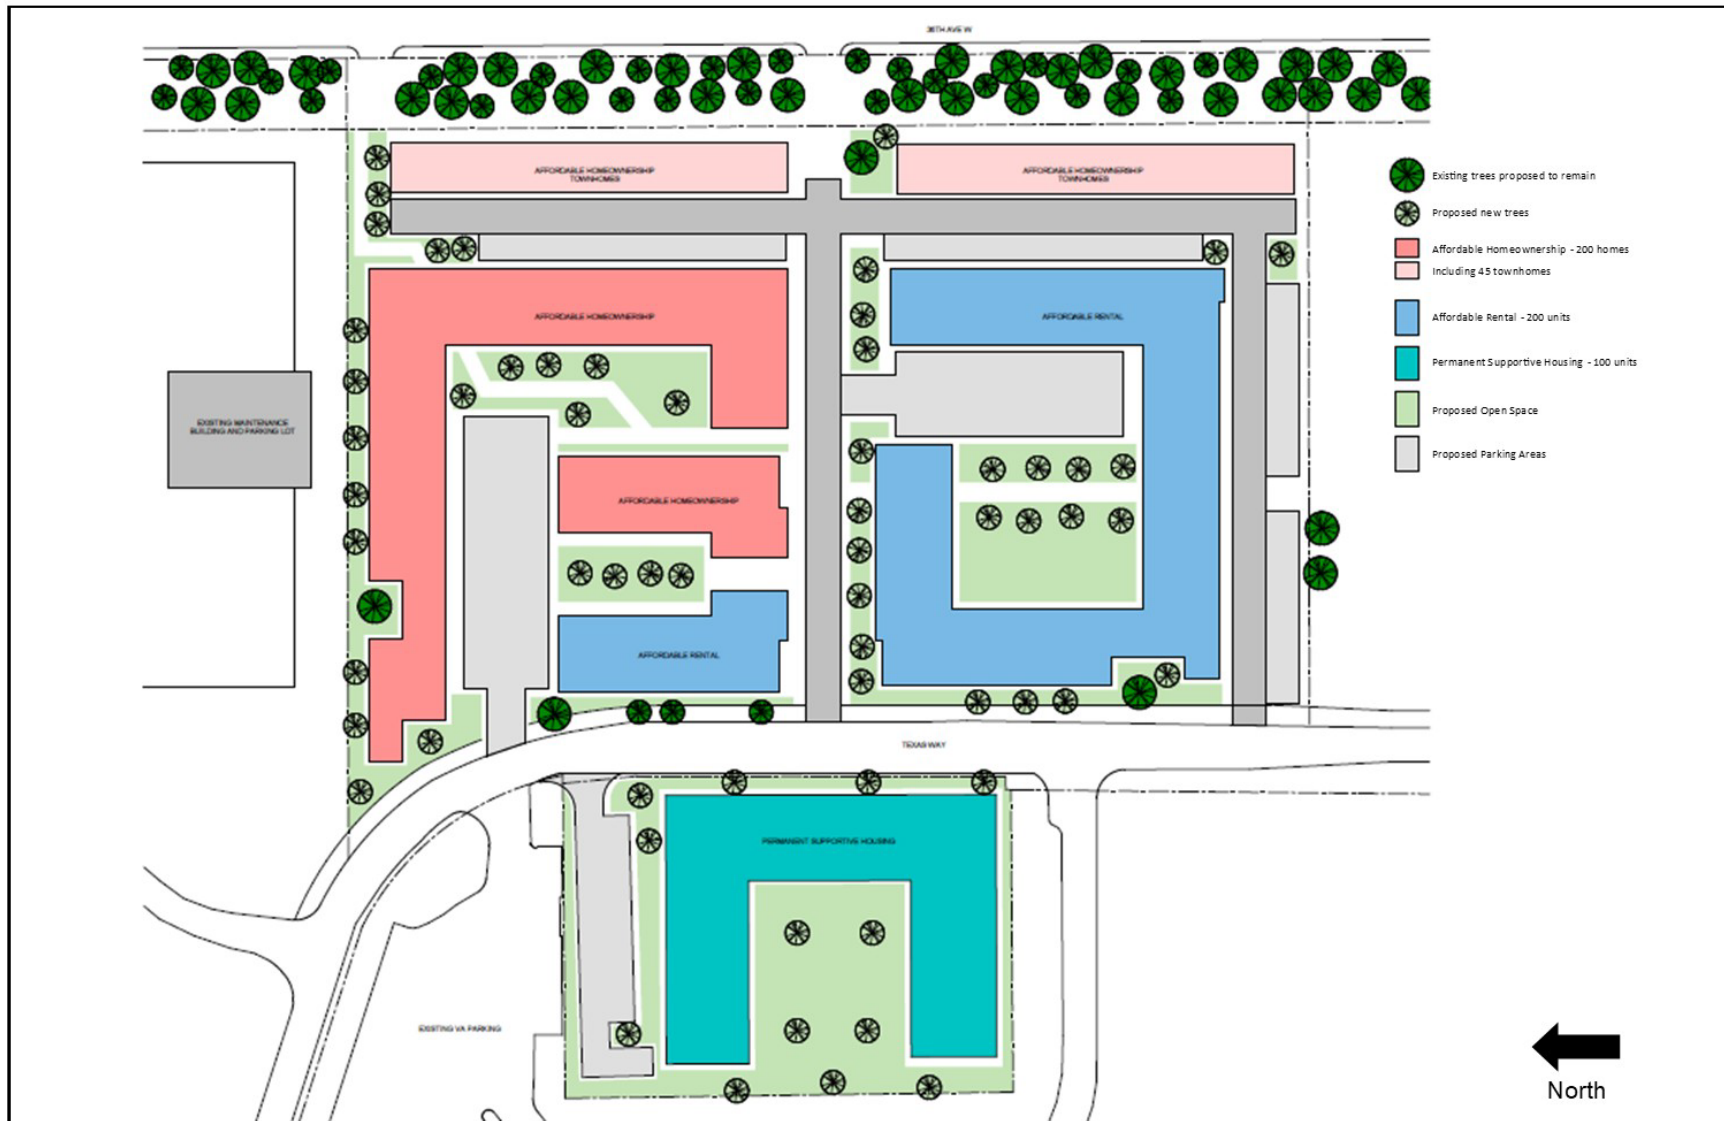 36TH AVE W
AFFORDABLE HOMEOWNERSHIP
TOWNHOMES
AFFORDABLE HOMEOWNERSHIP
TOWNHOMES
Existing trees proposed to remain
Proposed new trees
Affordable Homeownership - 200 homes
Including 45 townhomes
AFFORDABLE HOMEOWNERSHIP
AFFORDABLE RENTAL
Affordable Rental - 200 units
Permanent Supportive Housing - 100 units
Proposed Open Space
EXISTING MAINTENANCE
BUILDING AND PARKING LOT
Proposed Parking Areas
AFFORDABLE HOMEOWNERSHIP
AFFORDABLE RENTAL
TEXAS WAY
PERMANENT SUPPORTIVE HOUSING
EXISTING VA PARKING
North